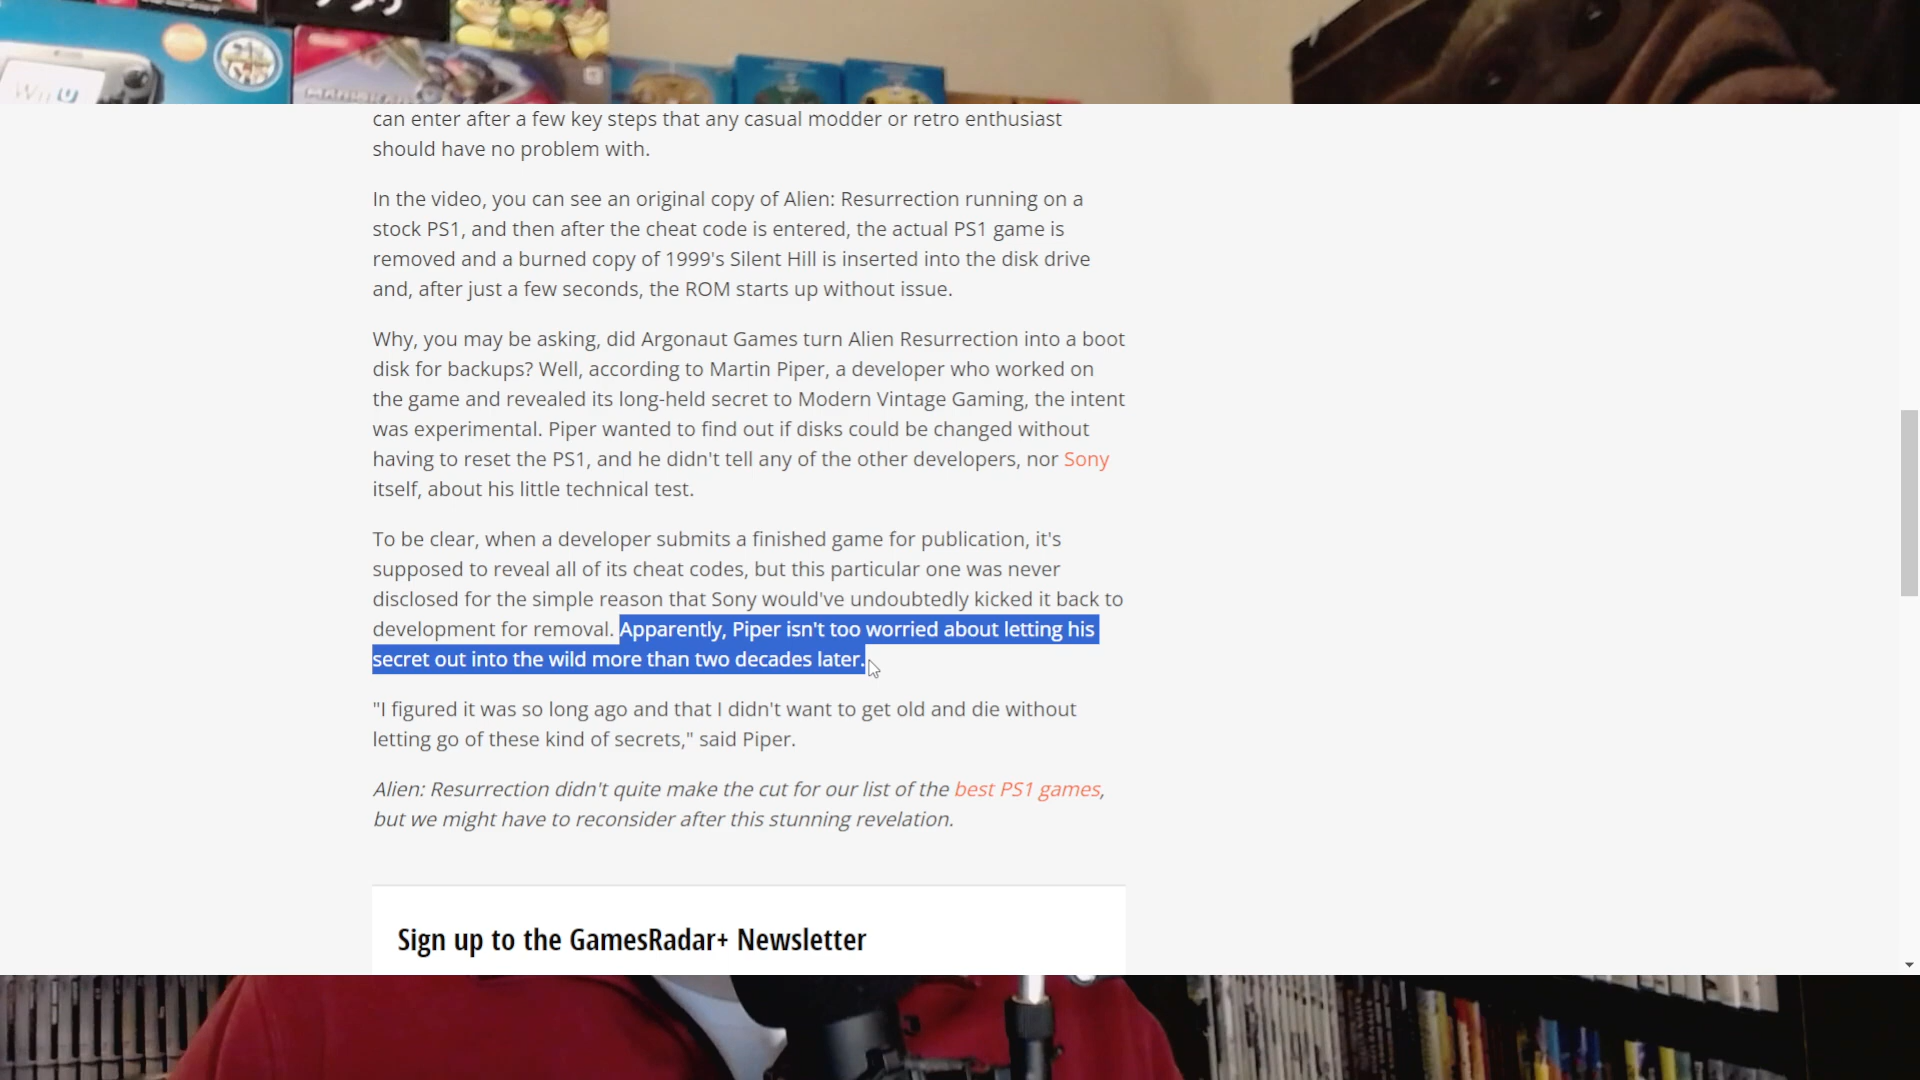 Wii U
MARIOKART
can enter after a few key steps that any casual modder or retro enthusiast
should have no problem with.
In the video, you can see an original copy of Alien: Resurrection running on a
stock PS1, and then after the cheat code is entered, the actual PS1 game is
removed and a burned copy of 1999's Silent Hill is inserted into the disk drive
and, after just a few seconds, the ROM starts up without issue.
Why, you may be asking, did Argonaut Games turn Alien Resurrection into a boot
disk for backups? Well, according to Martin Piper, a developer who worked on
the game and revealed its long-held secret to Modern Vintage Gaming, the intent
was experimental. Piper wanted to find out if disks could be changed without
having to reset the PS1, and he didn't tell any of the other developers, nor Sony
itself, about his little technical test.
To be clear, when a developer submits a finished game for publication, it's
supposed to reveal all of its cheat codes, but this particular one was never
disclosed for the simple reason that Sony would've undoubtedly kicked it back to
development for removal. Apparently, Piper isn't too worried about letting his
secret out into the wild more than two decades later.
"I figured it was so long ago and that I didn't want to get old and die without
letting go of these kind of secrets," said Piper.
Alien: Resurrection didn't quite make the cut for our list of the best PS1 games,
but we might have to reconsider after this stunning revelation.
Sign up to the GamesRadar+ Newsletter